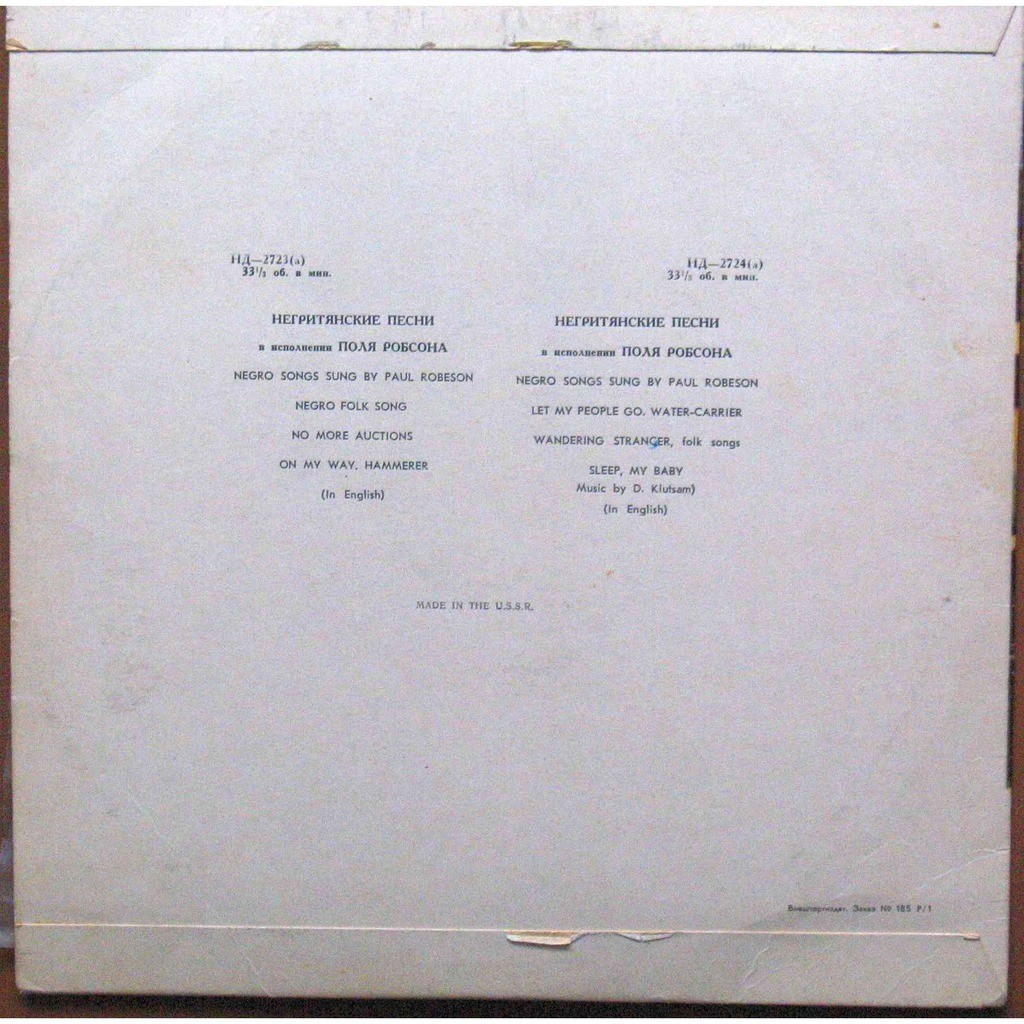 НД—2723(а)
33¹/₃ об. в мин.
НЕГРИТЯНСКИЕ ПЕСНИ
в исполнении ПОЛЯ РОБСОНА
NEGRO SONGS SUNG BY PAUL ROBESON
NEGRO FOLK SONG
NO MORE AUCTIONS
ON MY WAY. HAMMERER
(In English)
НД—2724(а)
33¹/₃ об. в мин.
НЕГРИТЯНСКИЕ ПЕСНИ
в исполнении ПОЛЯ РОБСОНА
NEGRO SONGS SUNG BY PAUL ROBESON
LET MY PEOPLE GO. WATER-CARRIER
WANDERING STRANGER, folk songs
SLEEP, MY BABY
Music by D. Klutsam)
(In English)
MADE IN THE U.S.S.R.
Внешторгиздат. Заказ № 185 Р/1